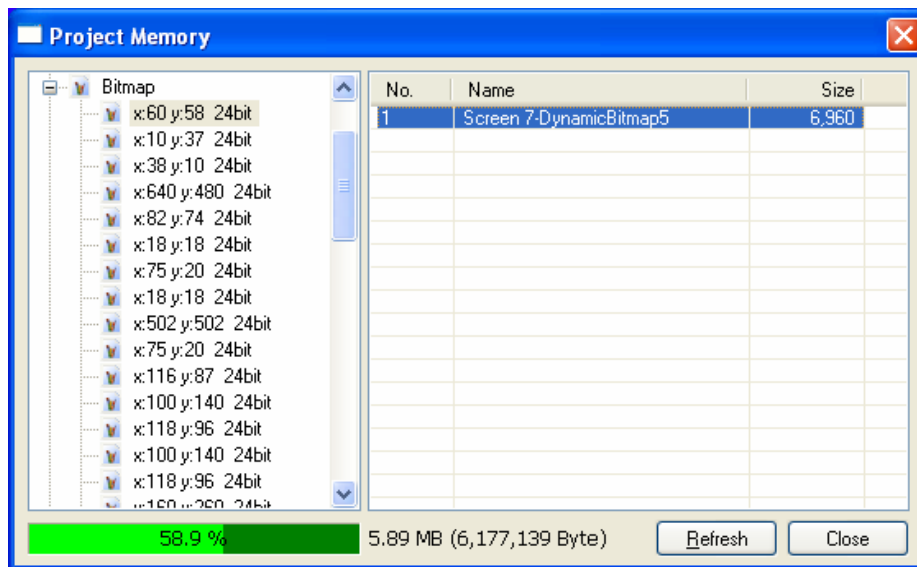 Project Memory
Bitmap
x:60 y:58 24bit
x:10 y:37 24bit
x:38 y:10 24bit
x:640 y:480 24bit
x:82 y:74 24bit
x:18 y:18 24bit
x:75 y:20 24bit
x:18 y:18 24bit
x:502 y:502 24bit
x:75 y:20 24bit
x:116 y:87 24bit
x:100 y:140 24bit
x:118 y:96 24bit
x:100 y:140 24bit
x:118 y:96 24bit
x:160 y:260 24bit
No. Name Size
1 Screen 7-DynamicBitmap5 6,960
58.9 % 5.89 MB (6,177,139 Byte) Refresh Close